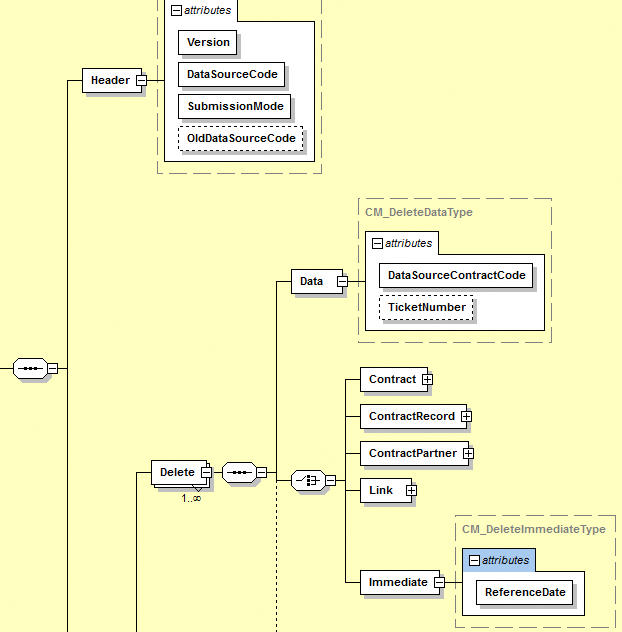 attributes
Version
DataSourceCode
Header
SubmissionMode
OldDataSourceCode
CM_DeleteDataType
attributes
DataSourceContractCode
Data
TicketNumber
Contract
ContractRecord
ContractPartner
Delete
Link
1..∞
CM_DeleteImmediateType
attributes
Immediate
ReferenceDate